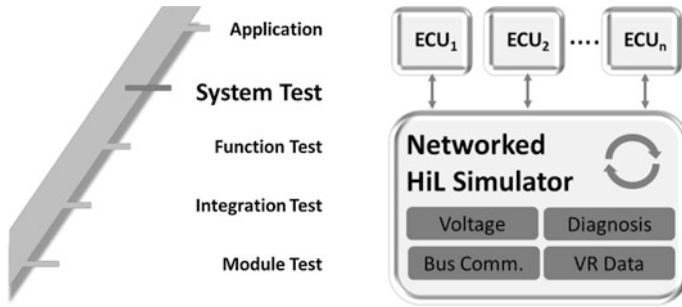 Application
System Test
Function Test
Integration Test
Module Test
ECU1
ECU2
....
ECUn
Networked
HiL Simulator
Voltage
Diagnosis
Bus Comm.
VR Data